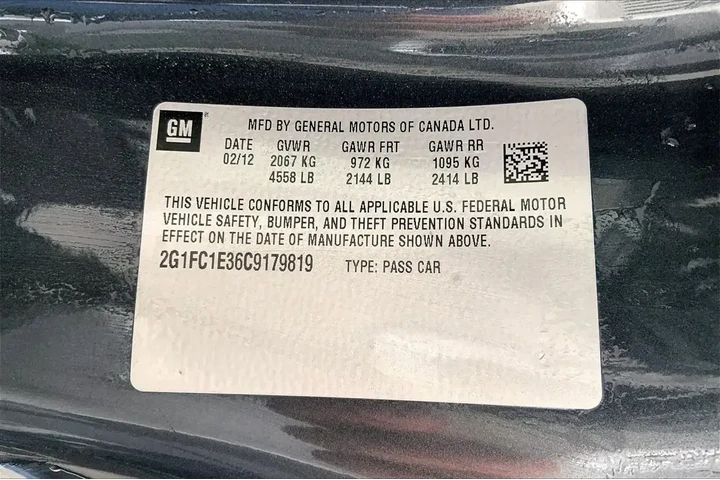 GM
MFD BY GENERAL MOTORS OF CANADA LTD.
DATE GVWR GAWR FRT GAWR RR
02/12 2067 KG 972 KG 1095 KG
4558 LB 2144 LB 2414 LB
THIS VEHICLE CONFORMS TO ALL APPLICABLE U.S. FEDERAL MOTOR
VEHICLE SAFETY, BUMPER, AND THEFT PREVENTION STANDARDS IN
EFFECT ON THE DATE OF MANUFACTURE SHOWN ABOVE.
2G1FC1E36C9179819 TYPE: PASS CAR